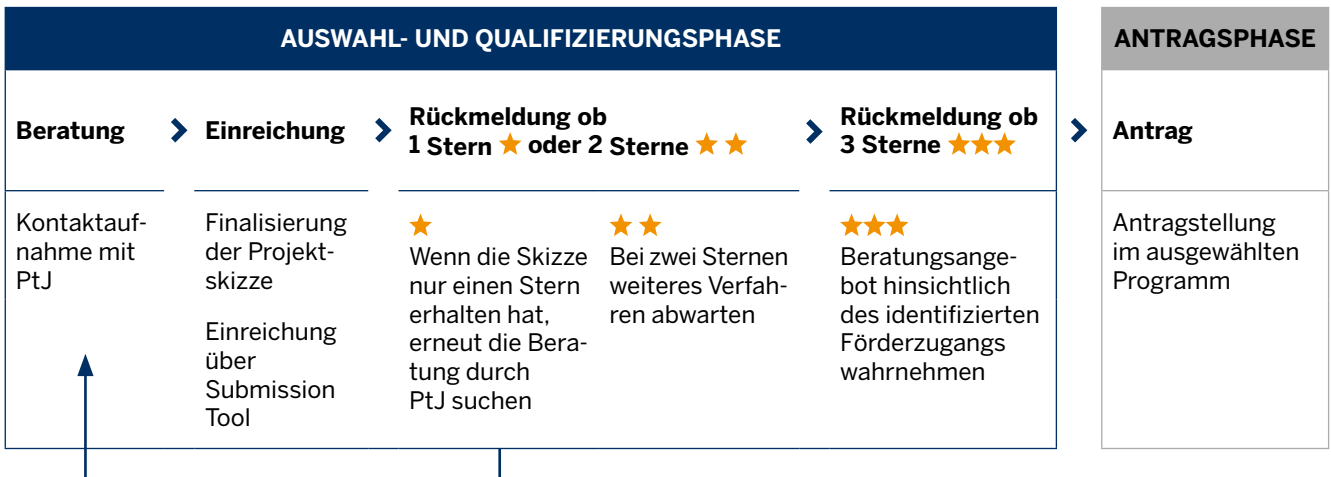 AUSWAHL- UND QUALIFIZIERUNGSPHASE
ANTRAGSPHASE
Beratung
Einreichung
Rückmeldung ob
1 Stern ★ oder 2 Sterne ★ ★
Rückmeldung ob
3 Sterne ★★★
Antrag
Kontaktauf-
nahme mit
PtJ
Finalisierung
der Projekt-
skizze
Einreichung
über
Submission
Tool
★
Wenn die Skizze
nur einen Stern
erhalten hat,
erneut die Bera-
tung durch
PtJ suchen
★ ★
Bei zwei Sternen
weiteres Verfah-
ren abwarten
★★★
Beratungsange-
bot hinsichtlich
des identifizierten
Förderzugangs
wahrnehmen
Antragstellung
im ausgewählten
Programm